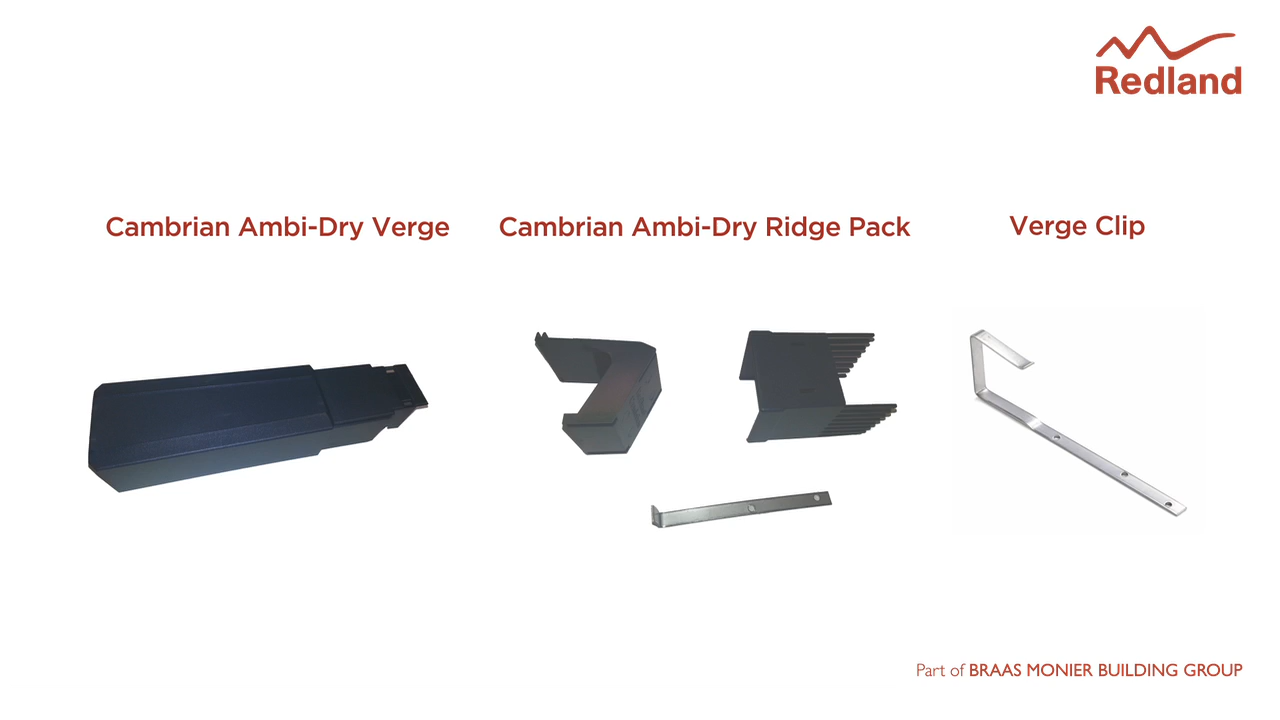 Redland
Cambrian Ambi-Dry Verge
Cambrian Ambi-Dry Ridge Pack
Verge Clip
Part of BRAAS MONIER BUILDING GROUP